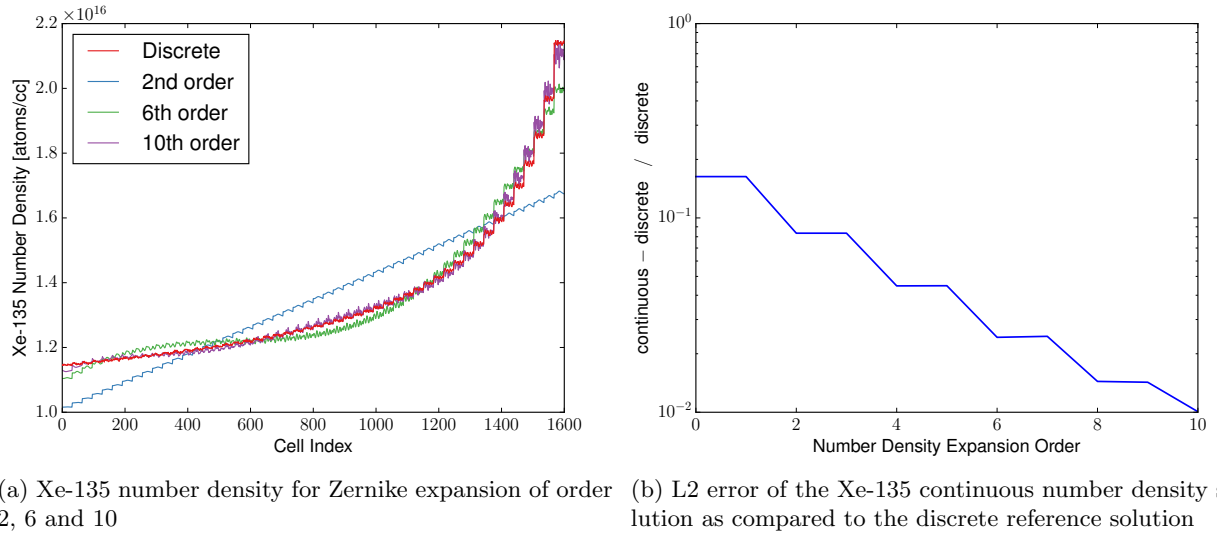 ×10^16
2.2
2.0
1.8
1.6
1.4
1.2
1.0
Xe-135 Number Density [atoms/cc]
Discrete
2nd order
6th order
10th order
0 200 400 600 800 1000 1200 1400 1600
Cell Index
10^0
10^-1
10^-2
continuous − discrete / discrete
0 2 4 6 8 10
Number Density Expansion Order
(a) Xe-135 number density for Zernike expansion of order
2, 6 and 10
(b) L2 error of the Xe-135 continuous number density s
lution as compared to the discrete reference solution